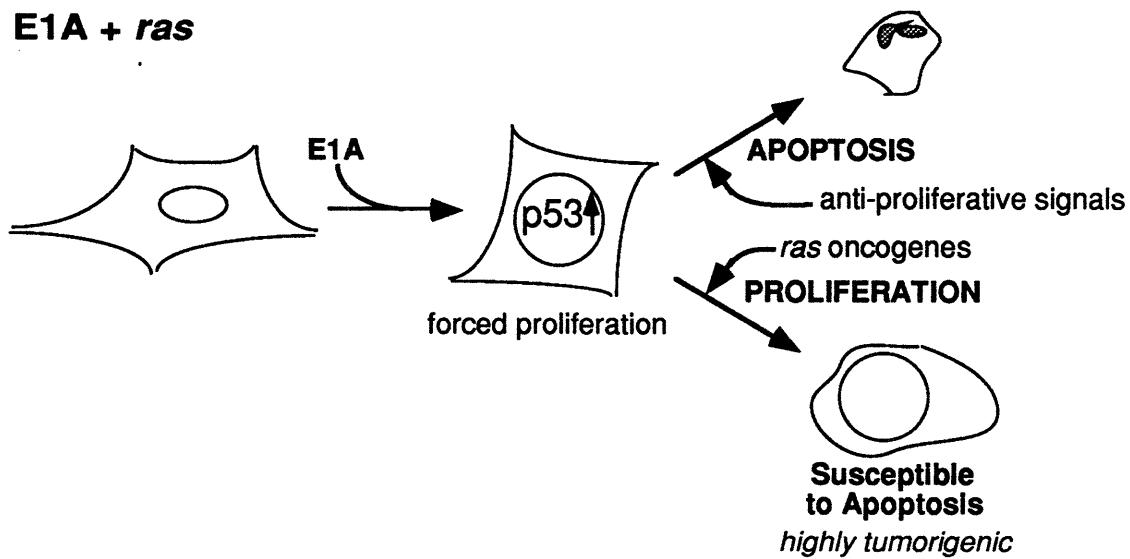 E1A + ras
E1A
p53
forced proliferation
APOPTOSIS
anti-proliferative signals
ras oncogenes
PROLIFERATION
Susceptible
to Apoptosis
highly tumorigenic